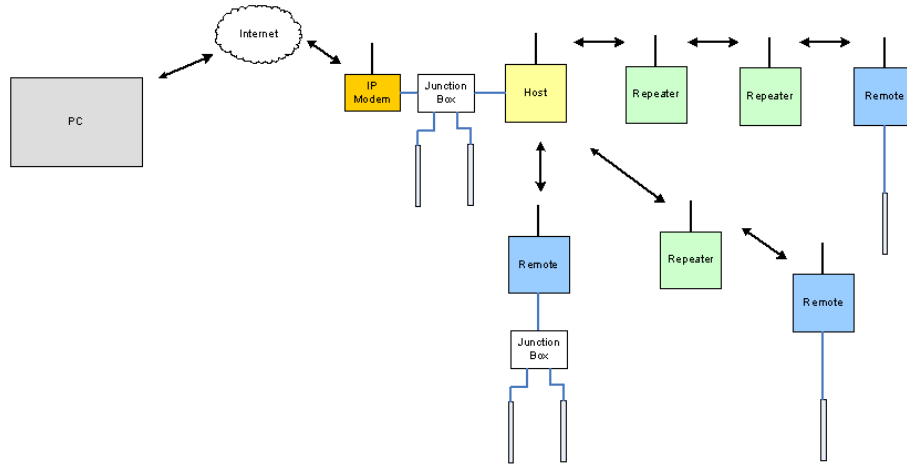 Internet
PC
IP
Modem
Junction
Box
Host
Repeater
Repeater
Remote
Remote
Repeater
Remote
Junction
Box